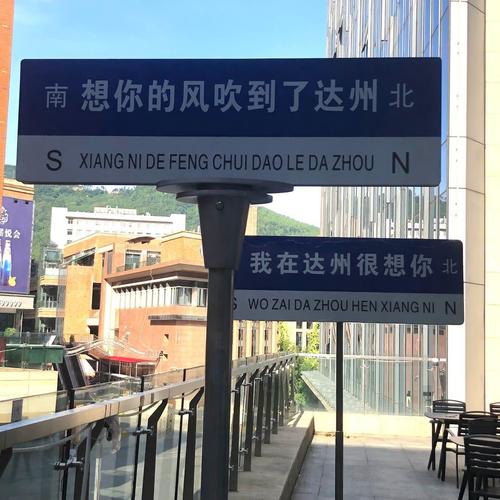 南 想你的风吹到了达州 北
S XIANG NI DE FENG CHUI DAO LE DA ZHOU N
我在达州很想你 北
S WO ZAI DA ZHOU HEN XIANG NI N